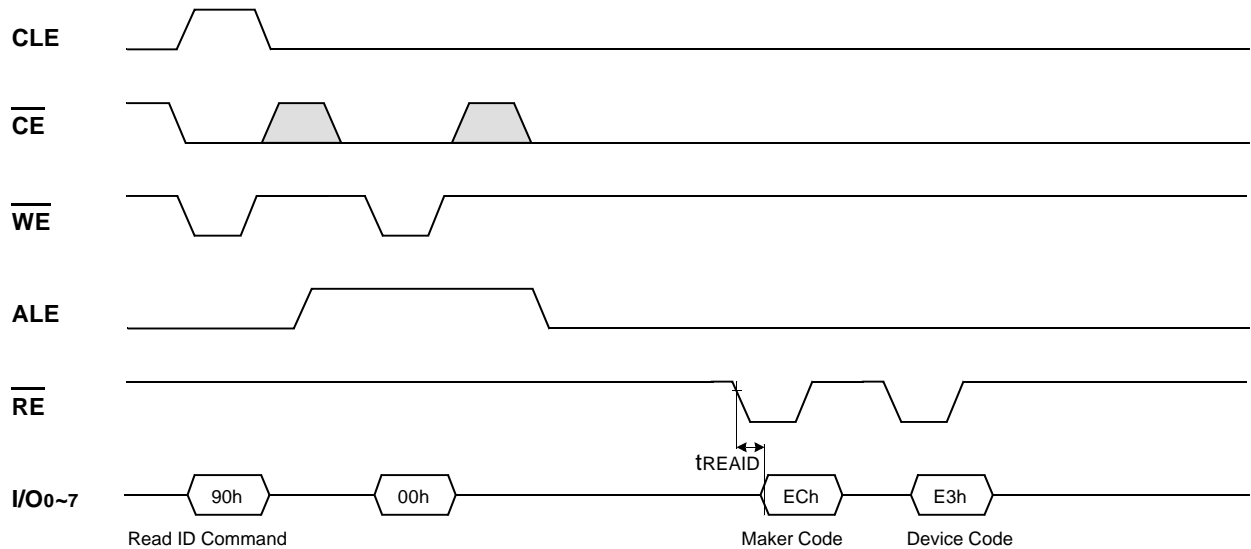 CLE
CE
WE
ALE
RE
tREAID
I/O0~7
90h
00h
ECh
E3h
Read ID Command
Maker Code
Device Code